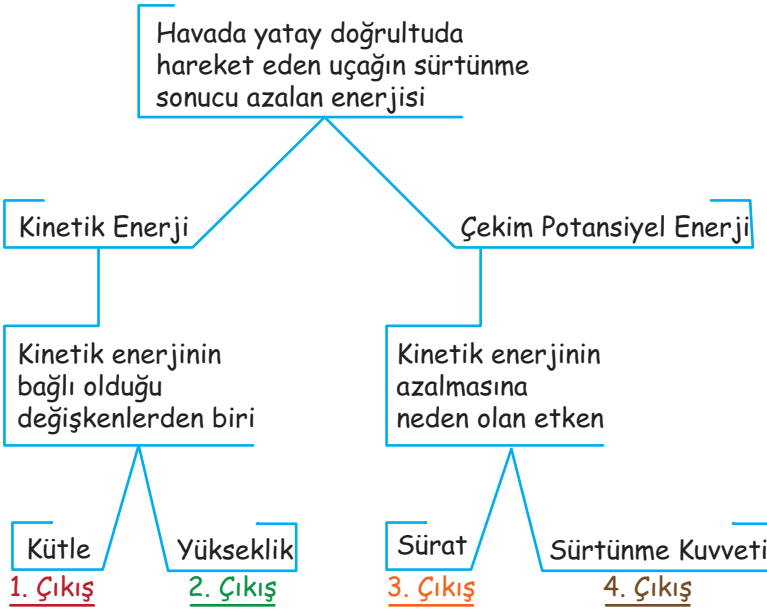 Havada yatay doğrultuda
hareket eden uçağın sürtünme
sonucu azalan enerjisi
Kinetik Enerji
Çekim Potansiyel Enerji
Kinetik enerjinin
bağlı olduğu
değişkenlerden biri
Kinetik enerjinin
azalmasına
neden olan etken
Kütle
Yükseklik
Sürat
Sürtünme Kuvveti
1. Çıkış
2. Çıkış
3. Çıkış
4. Çıkış